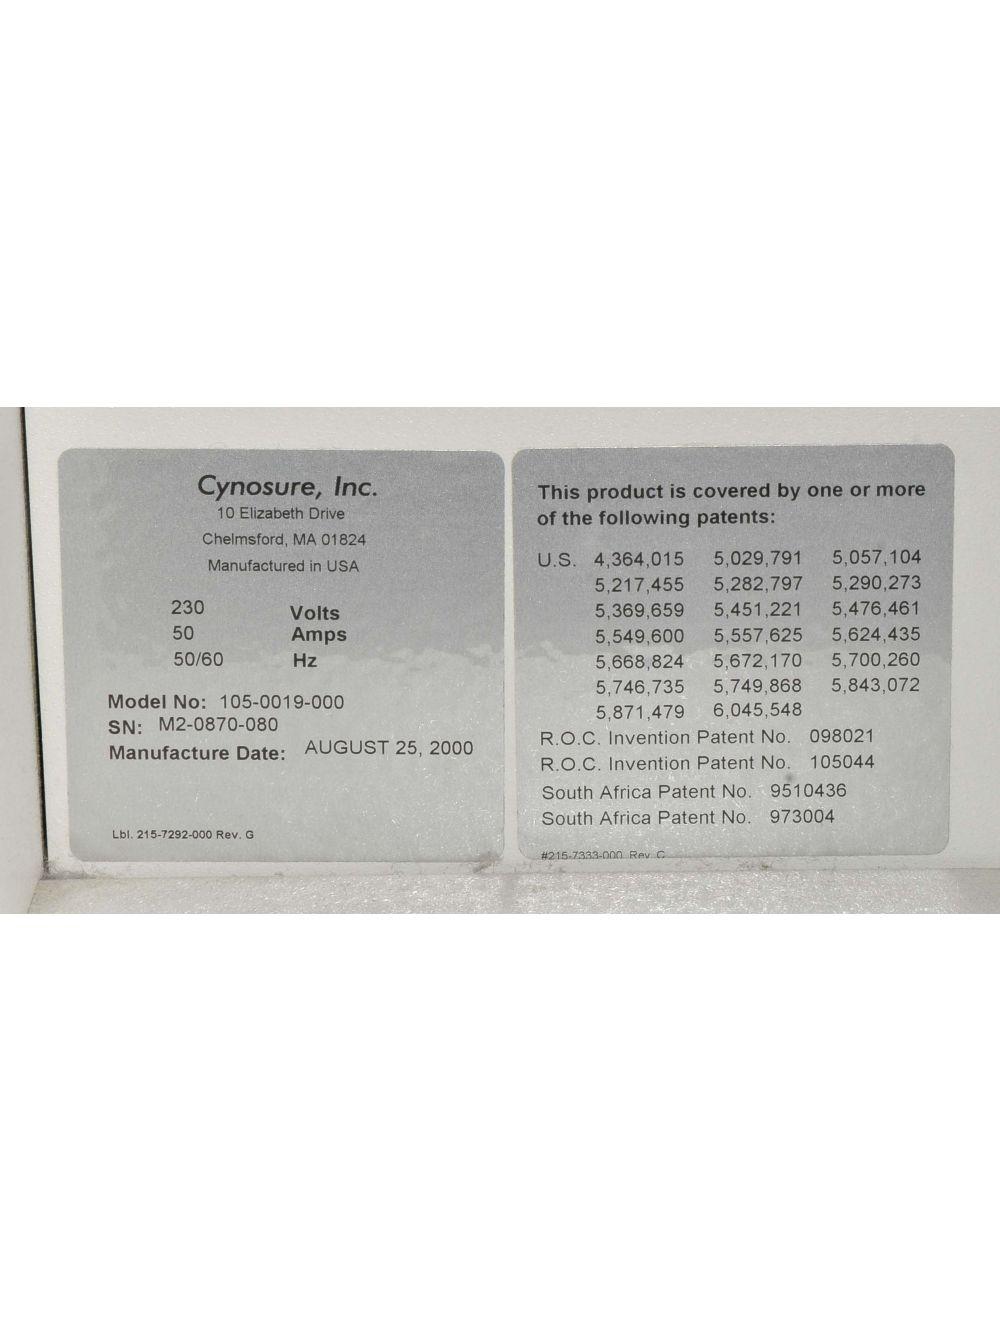 Cynosure, Inc.
10 Elizabeth Drive
Chelmsford, MA 01824
Manufactured in USA
230 Volts
50 Amps
50/60 Hz
Model No: 105-0019-000
SN: M2-0870-080
Manufacture Date: AUGUST 25, 2000
Lbl. 215-7292-000 Rev. G
This product is covered by one or more
of the following patents:
U.S. 4,364,015 5,029,791 5,057,104
5,217,455 5,282,797 5,290,273
5,369,659 5,451,221 5,476,461
5,549,600 5,557,625 5,624,435
5,668,824 5,672,170 5,700,260
5,746,735 5,749,868 5,843,072
5,871,479 6,045,548
R.O.C. Invention Patent No. 098021
R.O.C. Invention Patent No. 105044
South Africa Patent No. 9510436
South Africa Patent No. 973004
#215-7333-000 Rev. C